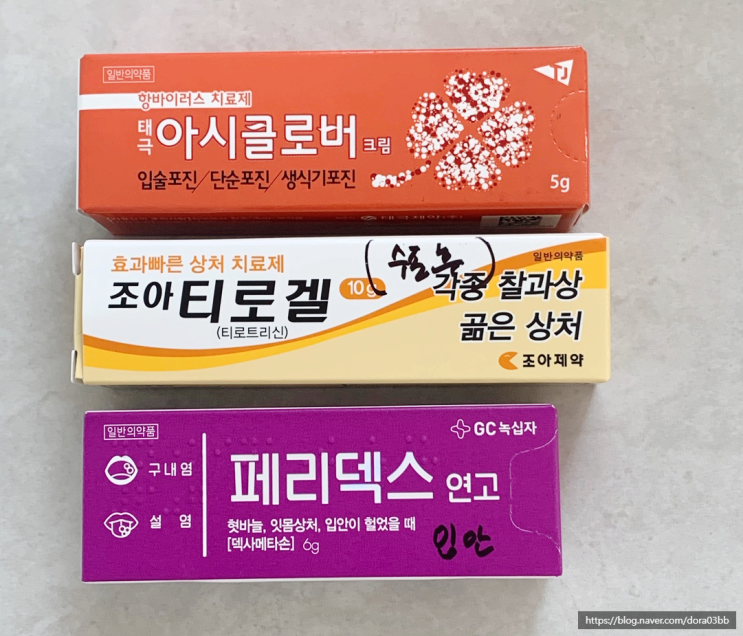 일반의약품
항바이러스 치료제
태극 아시클로버 크림
입술포진/단순포진/생식기포진
TJ
5g
효과빠른 상처 치료제
조아 티로겔
(티로트리신)
10g
일반의약품
각종 찰과상
곪은 상처
조아제약
일반의약품
GC녹십자
구내염
설 염
페리덱스 연고
혓바늘, 잇몸상처, 입안이 헐었을 때
[덱사메타손] 6g
입안
https://blog.naver.com/dora03bb